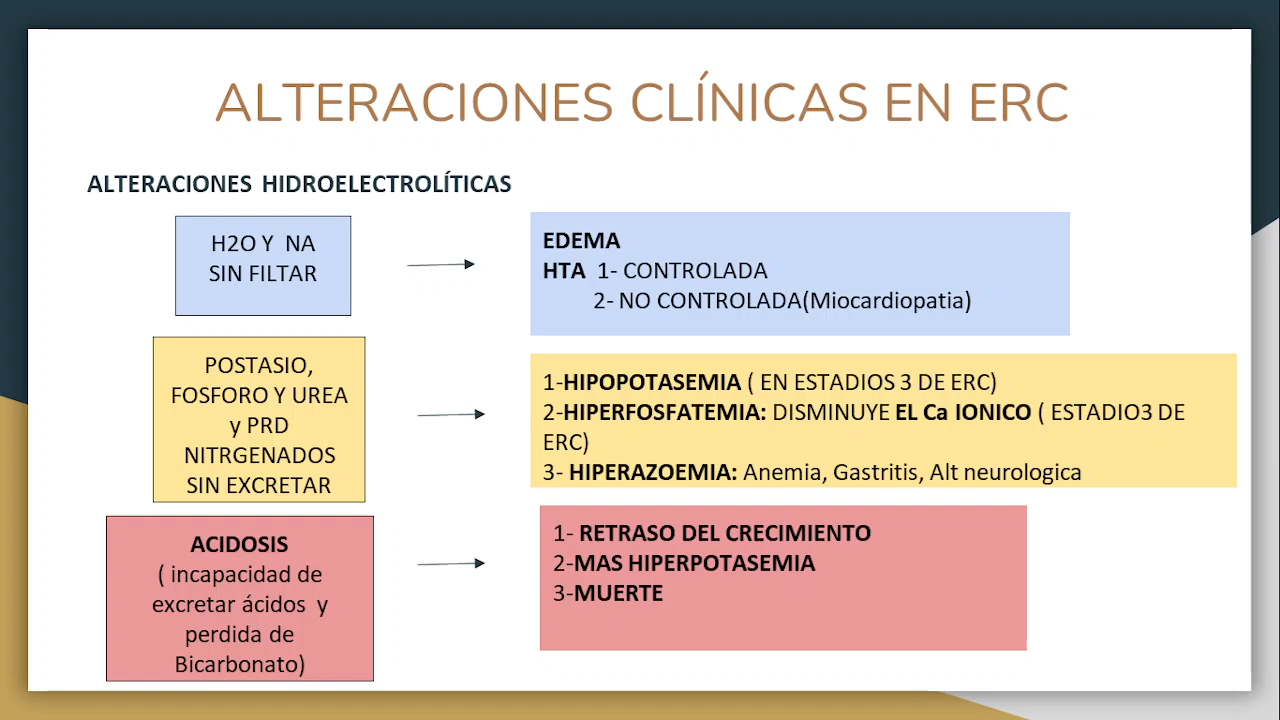 ALTERACIONES CLÍNICAS EN ERC
ALTERACIONES HIDROELECTROLÍTICAS
H2O Y NA
SIN FILTAR
EDEMA
HTA 1- CONTROLADA
2- NO CONTROLADA(Miocardiopatia)
POSTASIO,
FOSFORO Y UREA
y PRD
NITRGENADOS
SIN EXCRETAR
1-HIPOPOTASEMIA ( EN ESTADIOS 3 DE ERC)
2-HIPERFOSFATEMIA: DISMINUYE EL Ca IONICO ( ESTADIO3 DE
ERC)
3- HIPERAZOEMIA: Anemia, Gastritis, Alt neurologica
ACIDOSIS
( incapacidad de
excretar ácidos y
perdida de
Bicarbonato)
1- RETRASO DEL CRECIMIENTO
2-MAS HIPERPOTASEMIA
3-MUERTE